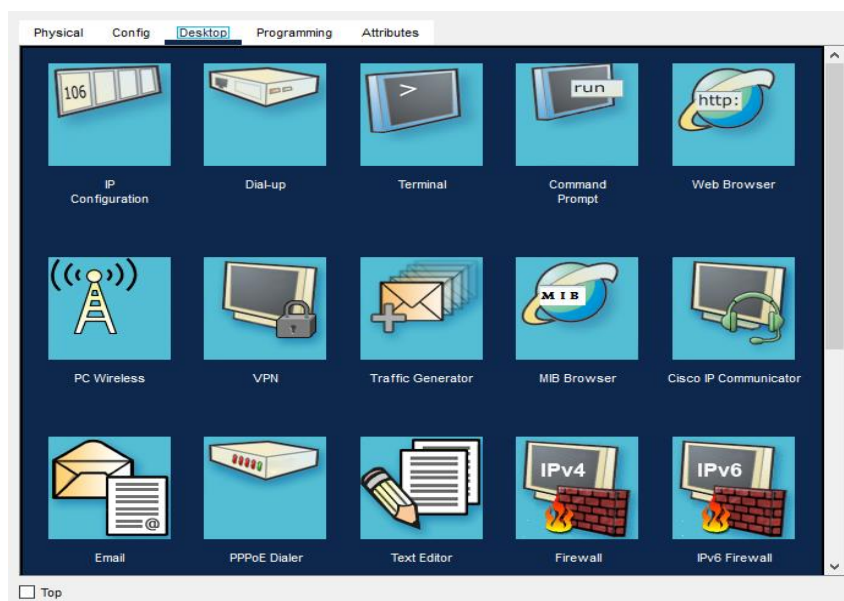 Physical Config Desktop Programming Attributes
106
>
run
http:
IP
Configuration
Dial-up
Terminal
Command
Prompt
Web Browser
MIB
PC Wireless
VPN
Traffic Generator
MIB Browser
Cisco IP Communicator
@
IPv4
IPv6
Email
PPPoE Dialer
Text Editor
Firewall
IPv6 Firewall
Top